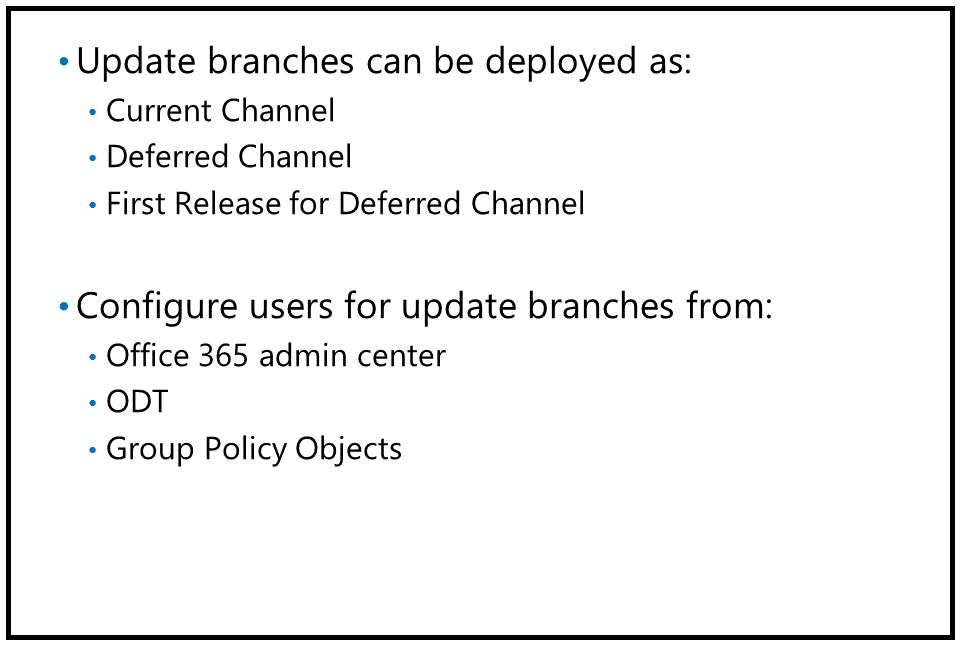 • Update branches can be deployed as:
• Current Channel
• Deferred Channel
• First Release for Deferred Channel
• Configure users for update branches from:
• Office 365 admin center
• ODT
• Group Policy Objects